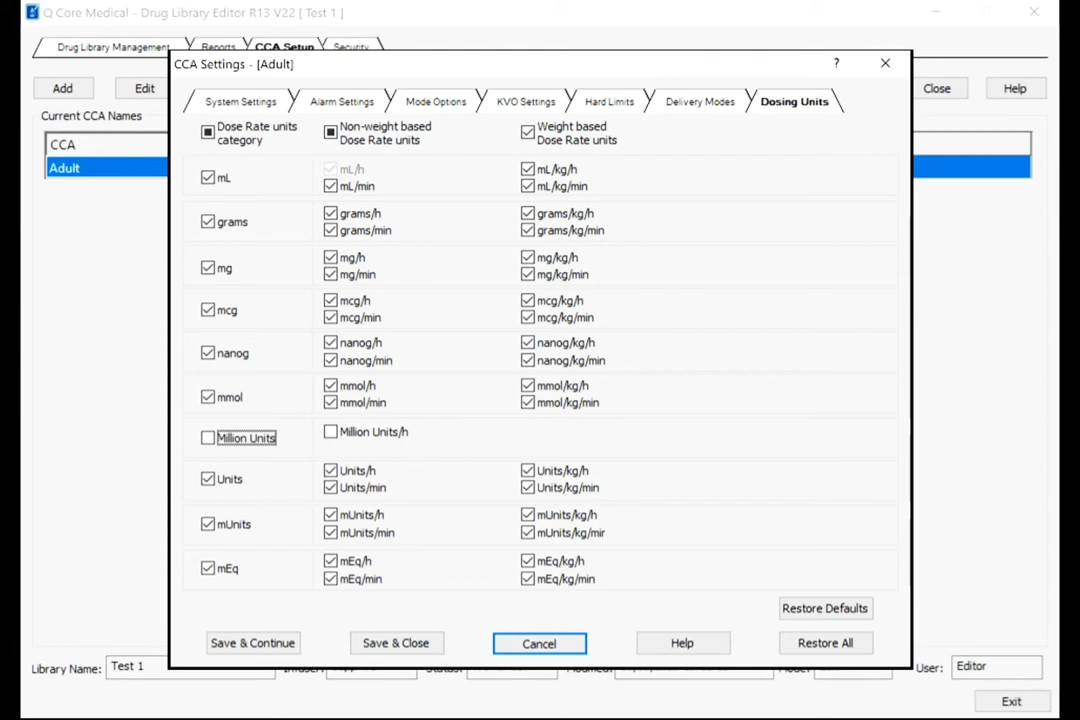 Q Core Medical - Drug Library Editor R13 V22 [ Test 1 ]
Drug Library Management
Reports
CCA Setup
Security
CCA Settings - [Adult]
?
Add
Edit
Close
Help
System Settings
Alarm Settings
Mode Options
KVO Settings
Hard Limits
Delivery Modes
Dosing Units
Current CCA Names
CCA
Adult
Dose Rate units
category
Non-weight based
Dose Rate units
Weight based
Dose Rate units
mL
mL/h
mL/min
mL/kg/h
mL/kg/min
grams
grams/h
grams/min
grams/kg/h
grams/kg/min
mg
mg/h
mg/min
mg/kg/h
mg/kg/min
mcg
mcg/h
mcg/min
mcg/kg/h
mcg/kg/min
nanog
nanog/h
nanog/min
nanog/kg/h
nanog/kg/min
mmol
mmol/h
mmol/min
mmol/kg/h
mmol/kg/min
Million Units
Million Units/h
Units
Units/h
Units/min
Units/kg/h
Units/kg/min
mUnits
mUnits/h
mUnits/min
mUnits/kg/h
mUnits/kg/mir
mEq
mEq/h
mEq/min
mEq/kg/h
mEq/kg/min
Restore Defaults
Save & Continue
Save & Close
Cancel
Help
Restore All
Library Name:
Test 1
User:
Editor
Exit